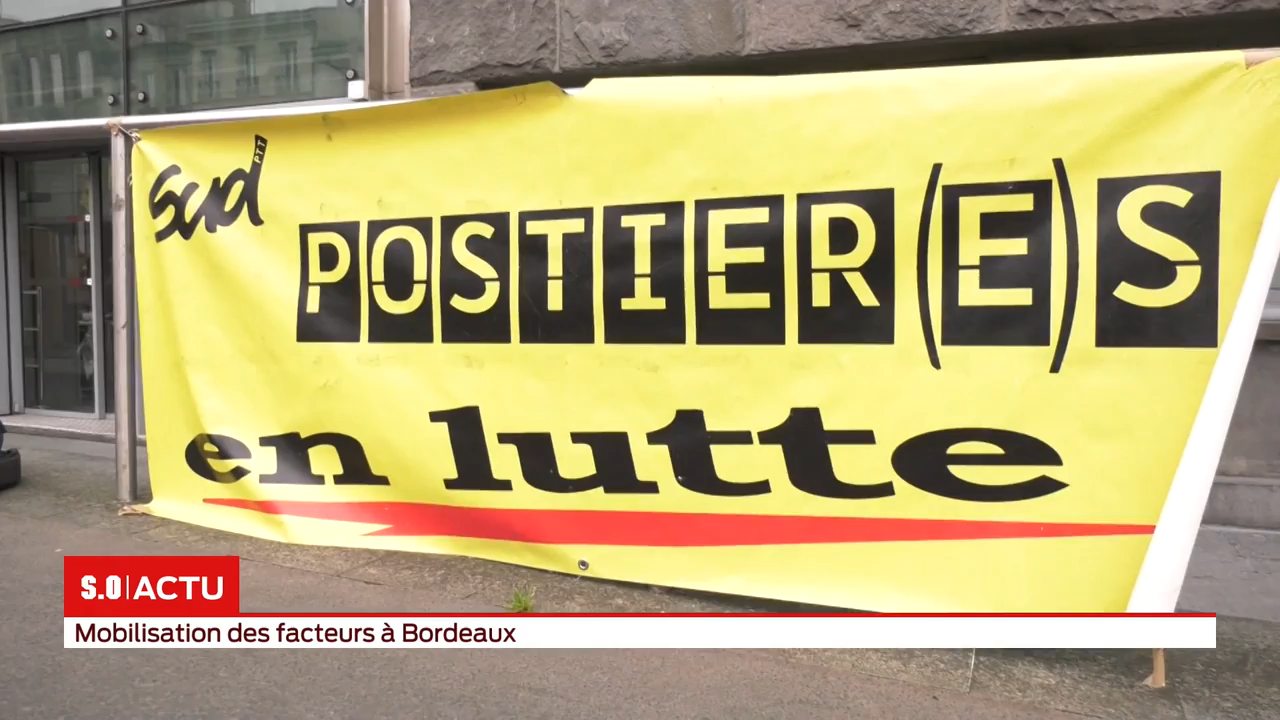 Sud PTT
POSTIER(E)S
en lutte
S.O ACTU
Mobilisation des facteurs à Bordeaux